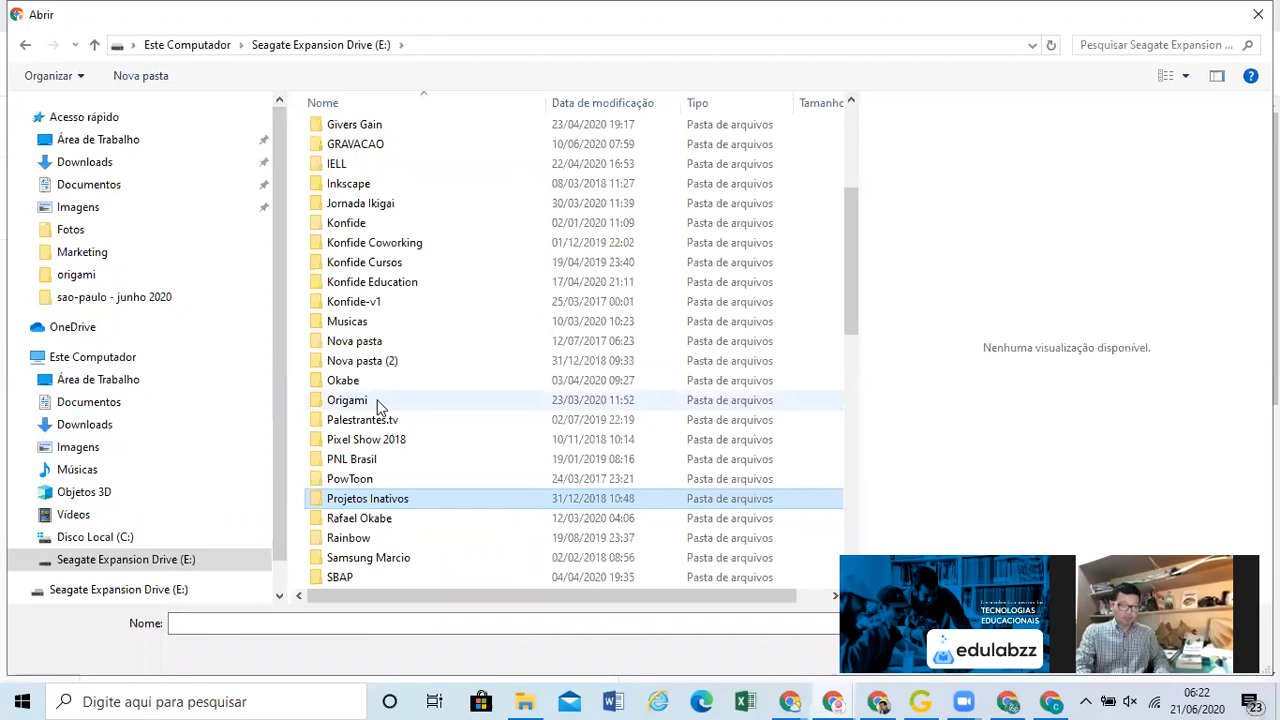 Abrir
Este Computador > Seagate Expansion Drive (E:) >
Pesquisar Seagate Expansion ...
Organizar
Nova pasta
Acesso rápido
Área de Trabalho
Downloads
Documentos
Imagens
Fotos
Marketing
origami
sao-paulo - junho 2020
OneDrive
Este Computador
Área de Trabalho
Documentos
Downloads
Imagens
Músicas
Objetos 3D
Vídeos
Disco Local (C:)
Seagate Expansion Drive (E:)
Seagate Expansion Drive (E:)
Nome Data de modificação Tipo Tamanho
Givers Gain 23/04/2020 19:17 Pasta de arquivos
GRAVACAO 10/06/2020 07:59 Pasta de arquivos
IELL 22/04/2020 16:53 Pasta de arquivos
Inkscape 08/03/2018 11:27 Pasta de arquivos
Jornada Ikigai 30/03/2020 11:39 Pasta de arquivos
Konfide 02/01/2020 11:09 Pasta de arquivos
Konfide Coworking 01/12/2019 22:02 Pasta de arquivos
Konfide Cursos 19/04/2019 23:40 Pasta de arquivos
Konfide Education 17/04/2020 21:11 Pasta de arquivos
Konfide-v1 25/03/2017 00:01 Pasta de arquivos
Musicas 10/03/2020 10:23 Pasta de arquivos
Nova pasta 12/07/2017 06:23 Pasta de arquivos
Nova pasta (2) 31/12/2018 09:33 Pasta de arquivos
Okabe 03/04/2020 09:27 Pasta de arquivos
Origami 23/03/2020 11:52 Pasta de arquivos
Palestrantes.tv 02/07/2019 22:19 Pasta de arquivos
Pixel Show 2018 10/11/2018 10:14 Pasta de arquivos
PNL Brasil 19/01/2019 08:16 Pasta de arquivos
PowToon 24/03/2017 23:21 Pasta de arquivos
Projetos Inativos 31/12/2018 10:48 Pasta de arquivos
Rafael Okabe 12/03/2020 04:06 Pasta de arquivos
Rainbow 19/08/2019 23:37 Pasta de arquivos
Samsung Marcio 02/02/2018 08:56 Pasta de arquivos
SBAP 04/04/2020 19:35 Pasta de arquivos
Nenhuma visualização disponível.
Nome:
TECNOLOGIAS
EDUCACIONAIS
edulabzz
Digite aqui para pesquisar
06:22
21/06/2020
23